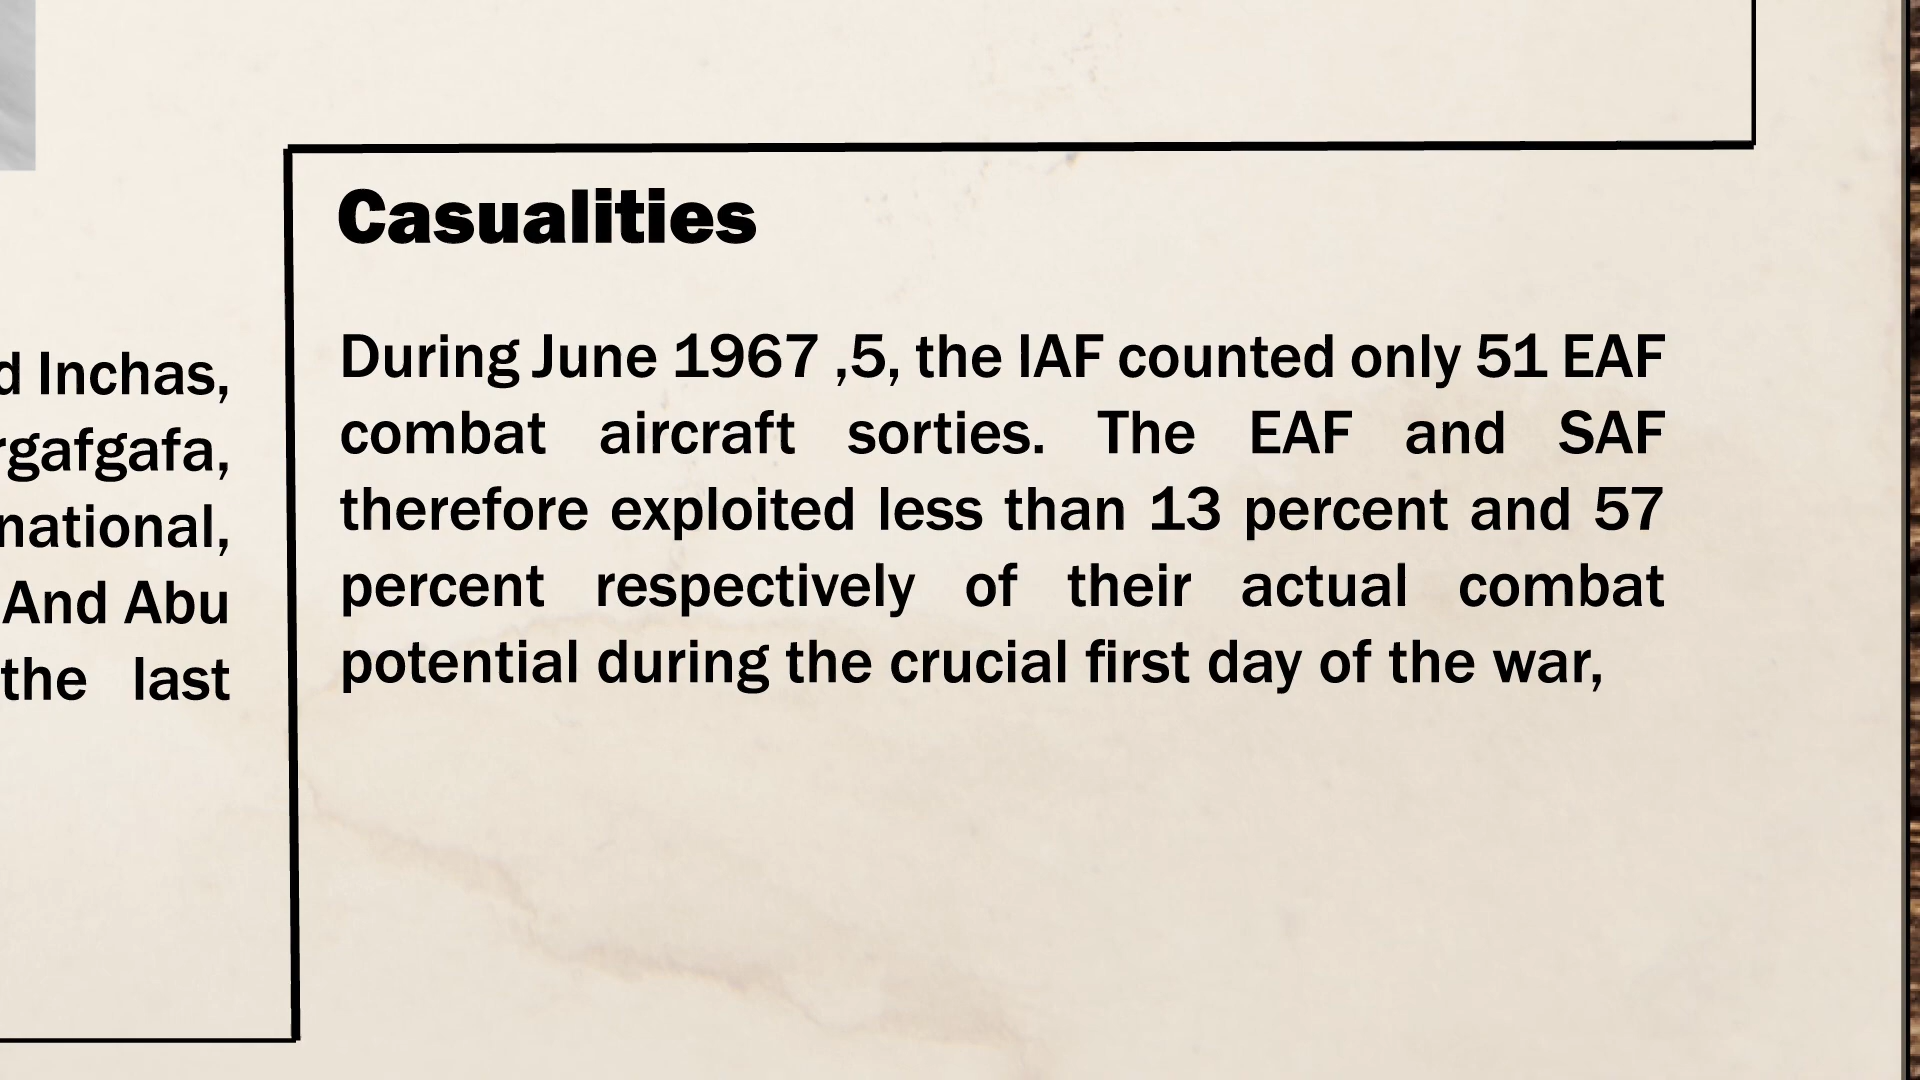 d Inchas,
rgafgafa,
national,
And Abu
the last
Casualities
During June 1967 ,5, the IAF counted only 51 EAF
combat aircraft sorties. The EAF and SAF
therefore exploited less than 13 percent and 57
percent respectively of their actual combat
potential during the crucial first day of the war,